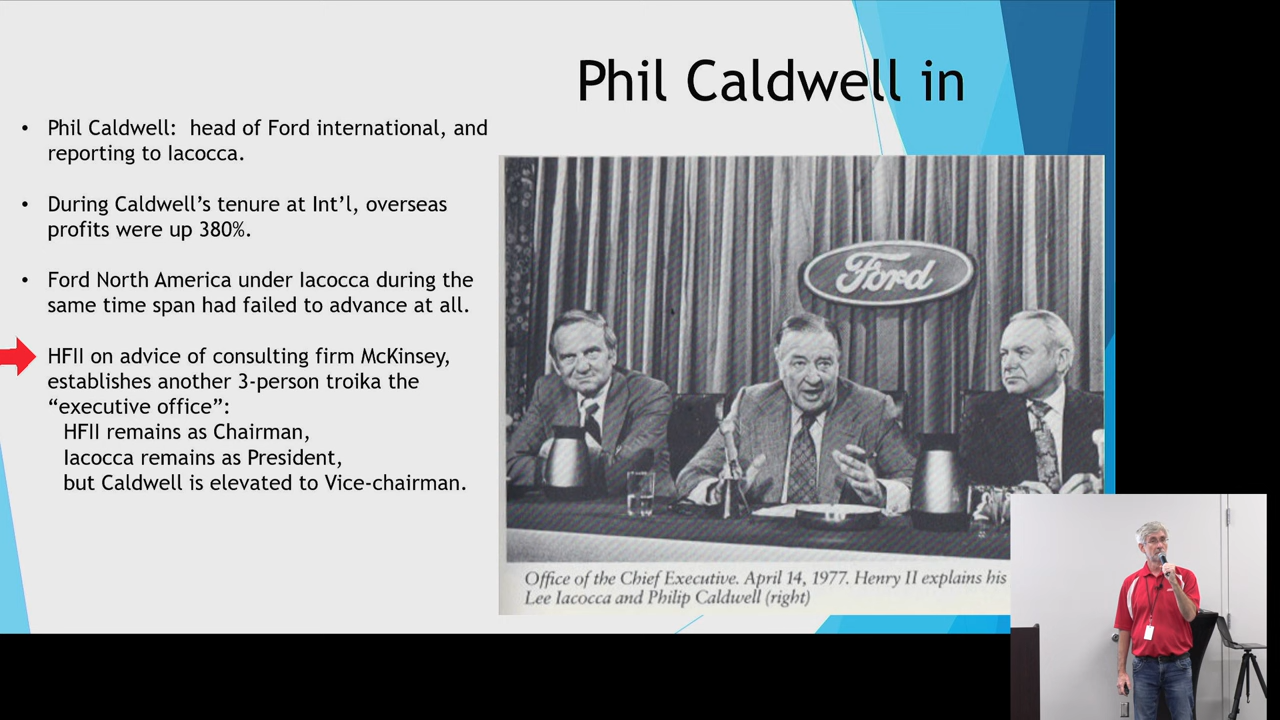 Phil Caldwell in
• Phil Caldwell: head of Ford international, and
reporting to Iacocca.
• During Caldwell’s tenure at Int’l, overseas
profits were up 380%.
• Ford North America under Iacocca during the
same time span had failed to advance at all.
HFII on advice of consulting firm McKinsey,
establishes another 3-person troika the
“executive office”:
HFII remains as Chairman,
Iacocca remains as President,
but Caldwell is elevated to Vice-chairman.
Ford
Office of the Chief Executive. April 14, 1977. Henry II explains his
Lee Iacocca and Philip Caldwell (right)